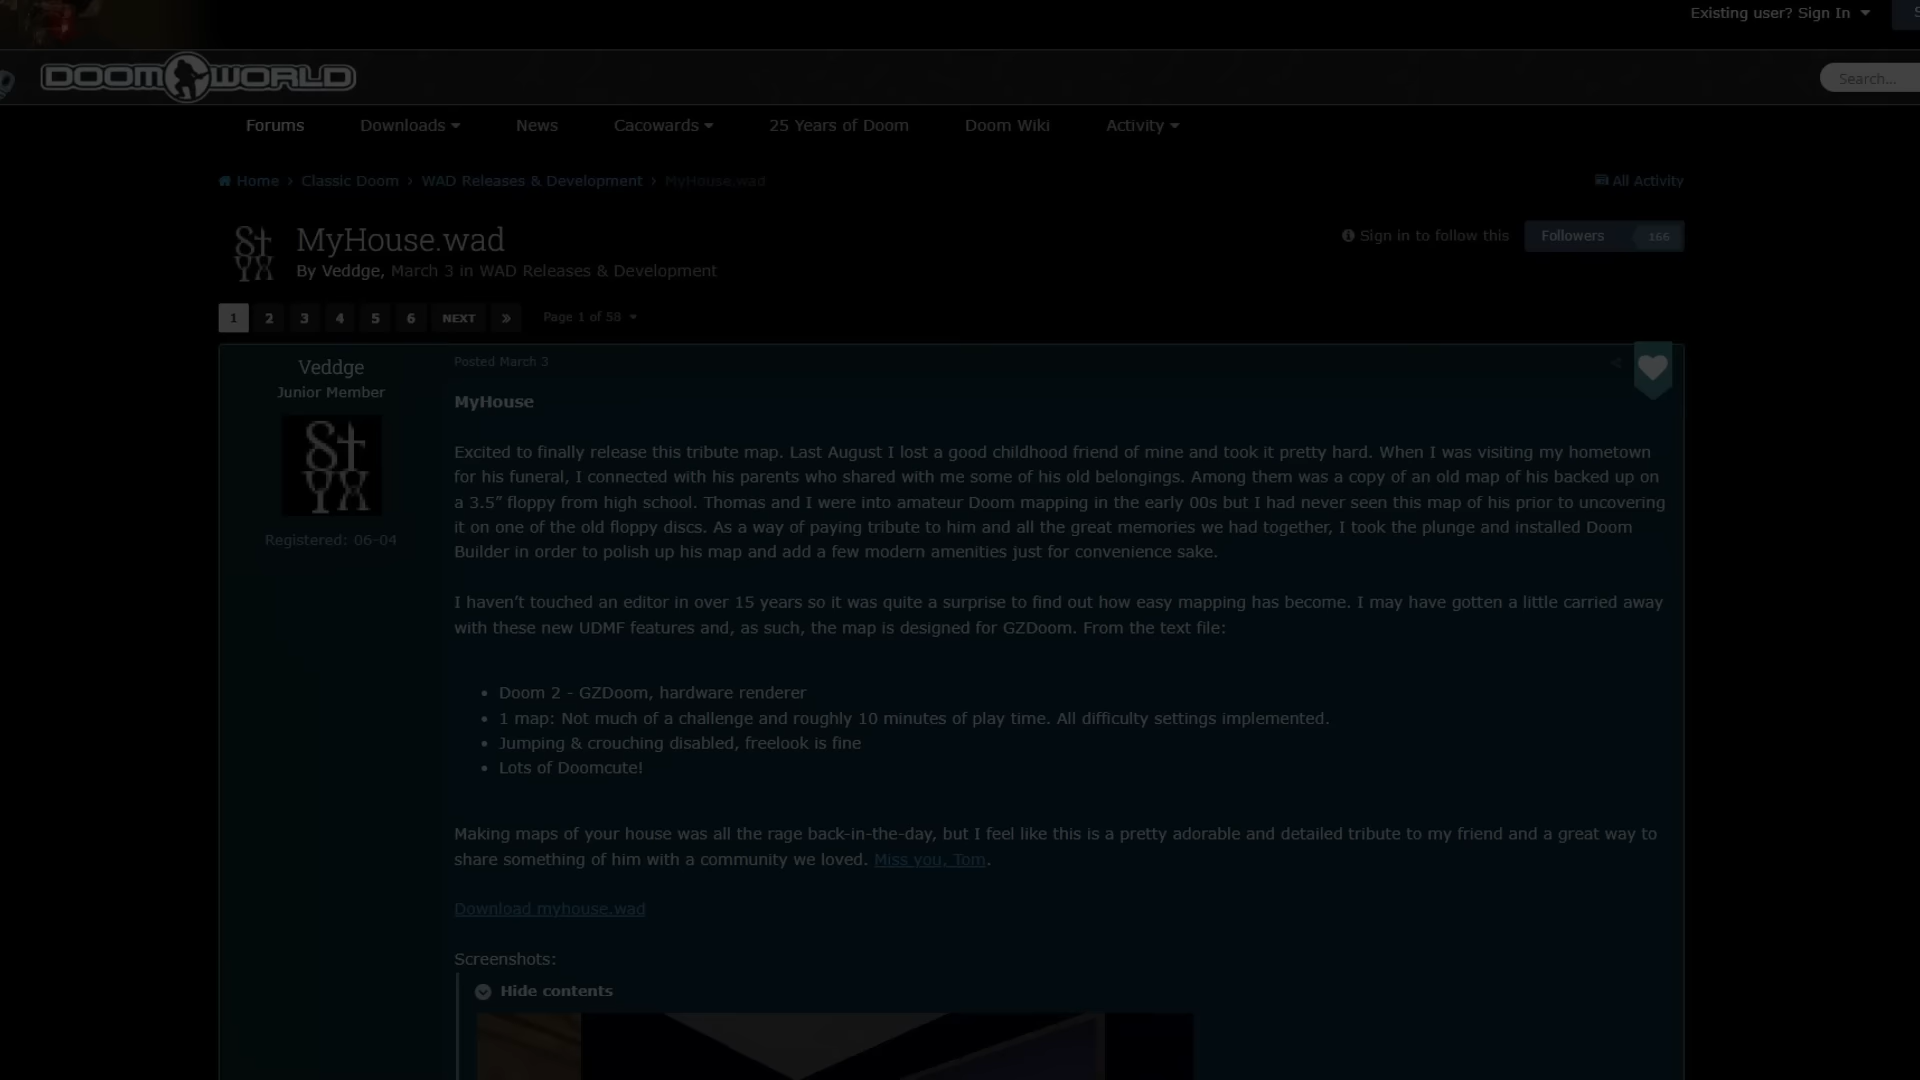 Existing user? Sign In
DOOMWORLD
Search...
Forums Downloads News Cacowards 25 Years of Doom Doom Wiki Activity
Home › Classic Doom › WAD Releases & Development › MyHouse.wad
All Activity
MyHouse.wad
Sign in to follow this
Followers 166
By Veddge, March 3 in WAD Releases & Development
1 2 3 4 5 6 NEXT » Page 1 of 58
Veddge
Junior Member
Registered: 06-04
Posted March 3
MyHouse
Excited to finally release this tribute map. Last August I lost a good childhood friend of mine and took it pretty hard. When I was visiting my hometown
for his funeral, I connected with his parents who shared with me some of his old belongings. Among them was a copy of an old map of his backed up on
a 3.5” floppy from high school. Thomas and I were into amateur Doom mapping in the early 00s but I had never seen this map of his prior to uncovering
it on one of the old floppy discs. As a way of paying tribute to him and all the great memories we had together, I took the plunge and installed Doom
Builder in order to polish up his map and add a few modern amenities just for convenience sake.
I haven’t touched an editor in over 15 years so it was quite a surprise to find out how easy mapping has become. I may have gotten a little carried away
with these new UDMF features and, as such, the map is designed for GZDoom. From the text file:
• Doom 2 - GZDoom, hardware renderer
• 1 map: Not much of a challenge and roughly 10 minutes of play time. All difficulty settings implemented.
• Jumping & crouching disabled, freelook is fine
• Lots of Doomcute!
Making maps of your house was all the rage back-in-the-day, but I feel like this is a pretty adorable and detailed tribute to my friend and a great way to
share something of him with a community we loved. Miss you, Tom.
Download myhouse.wad
Screenshots:
Hide contents